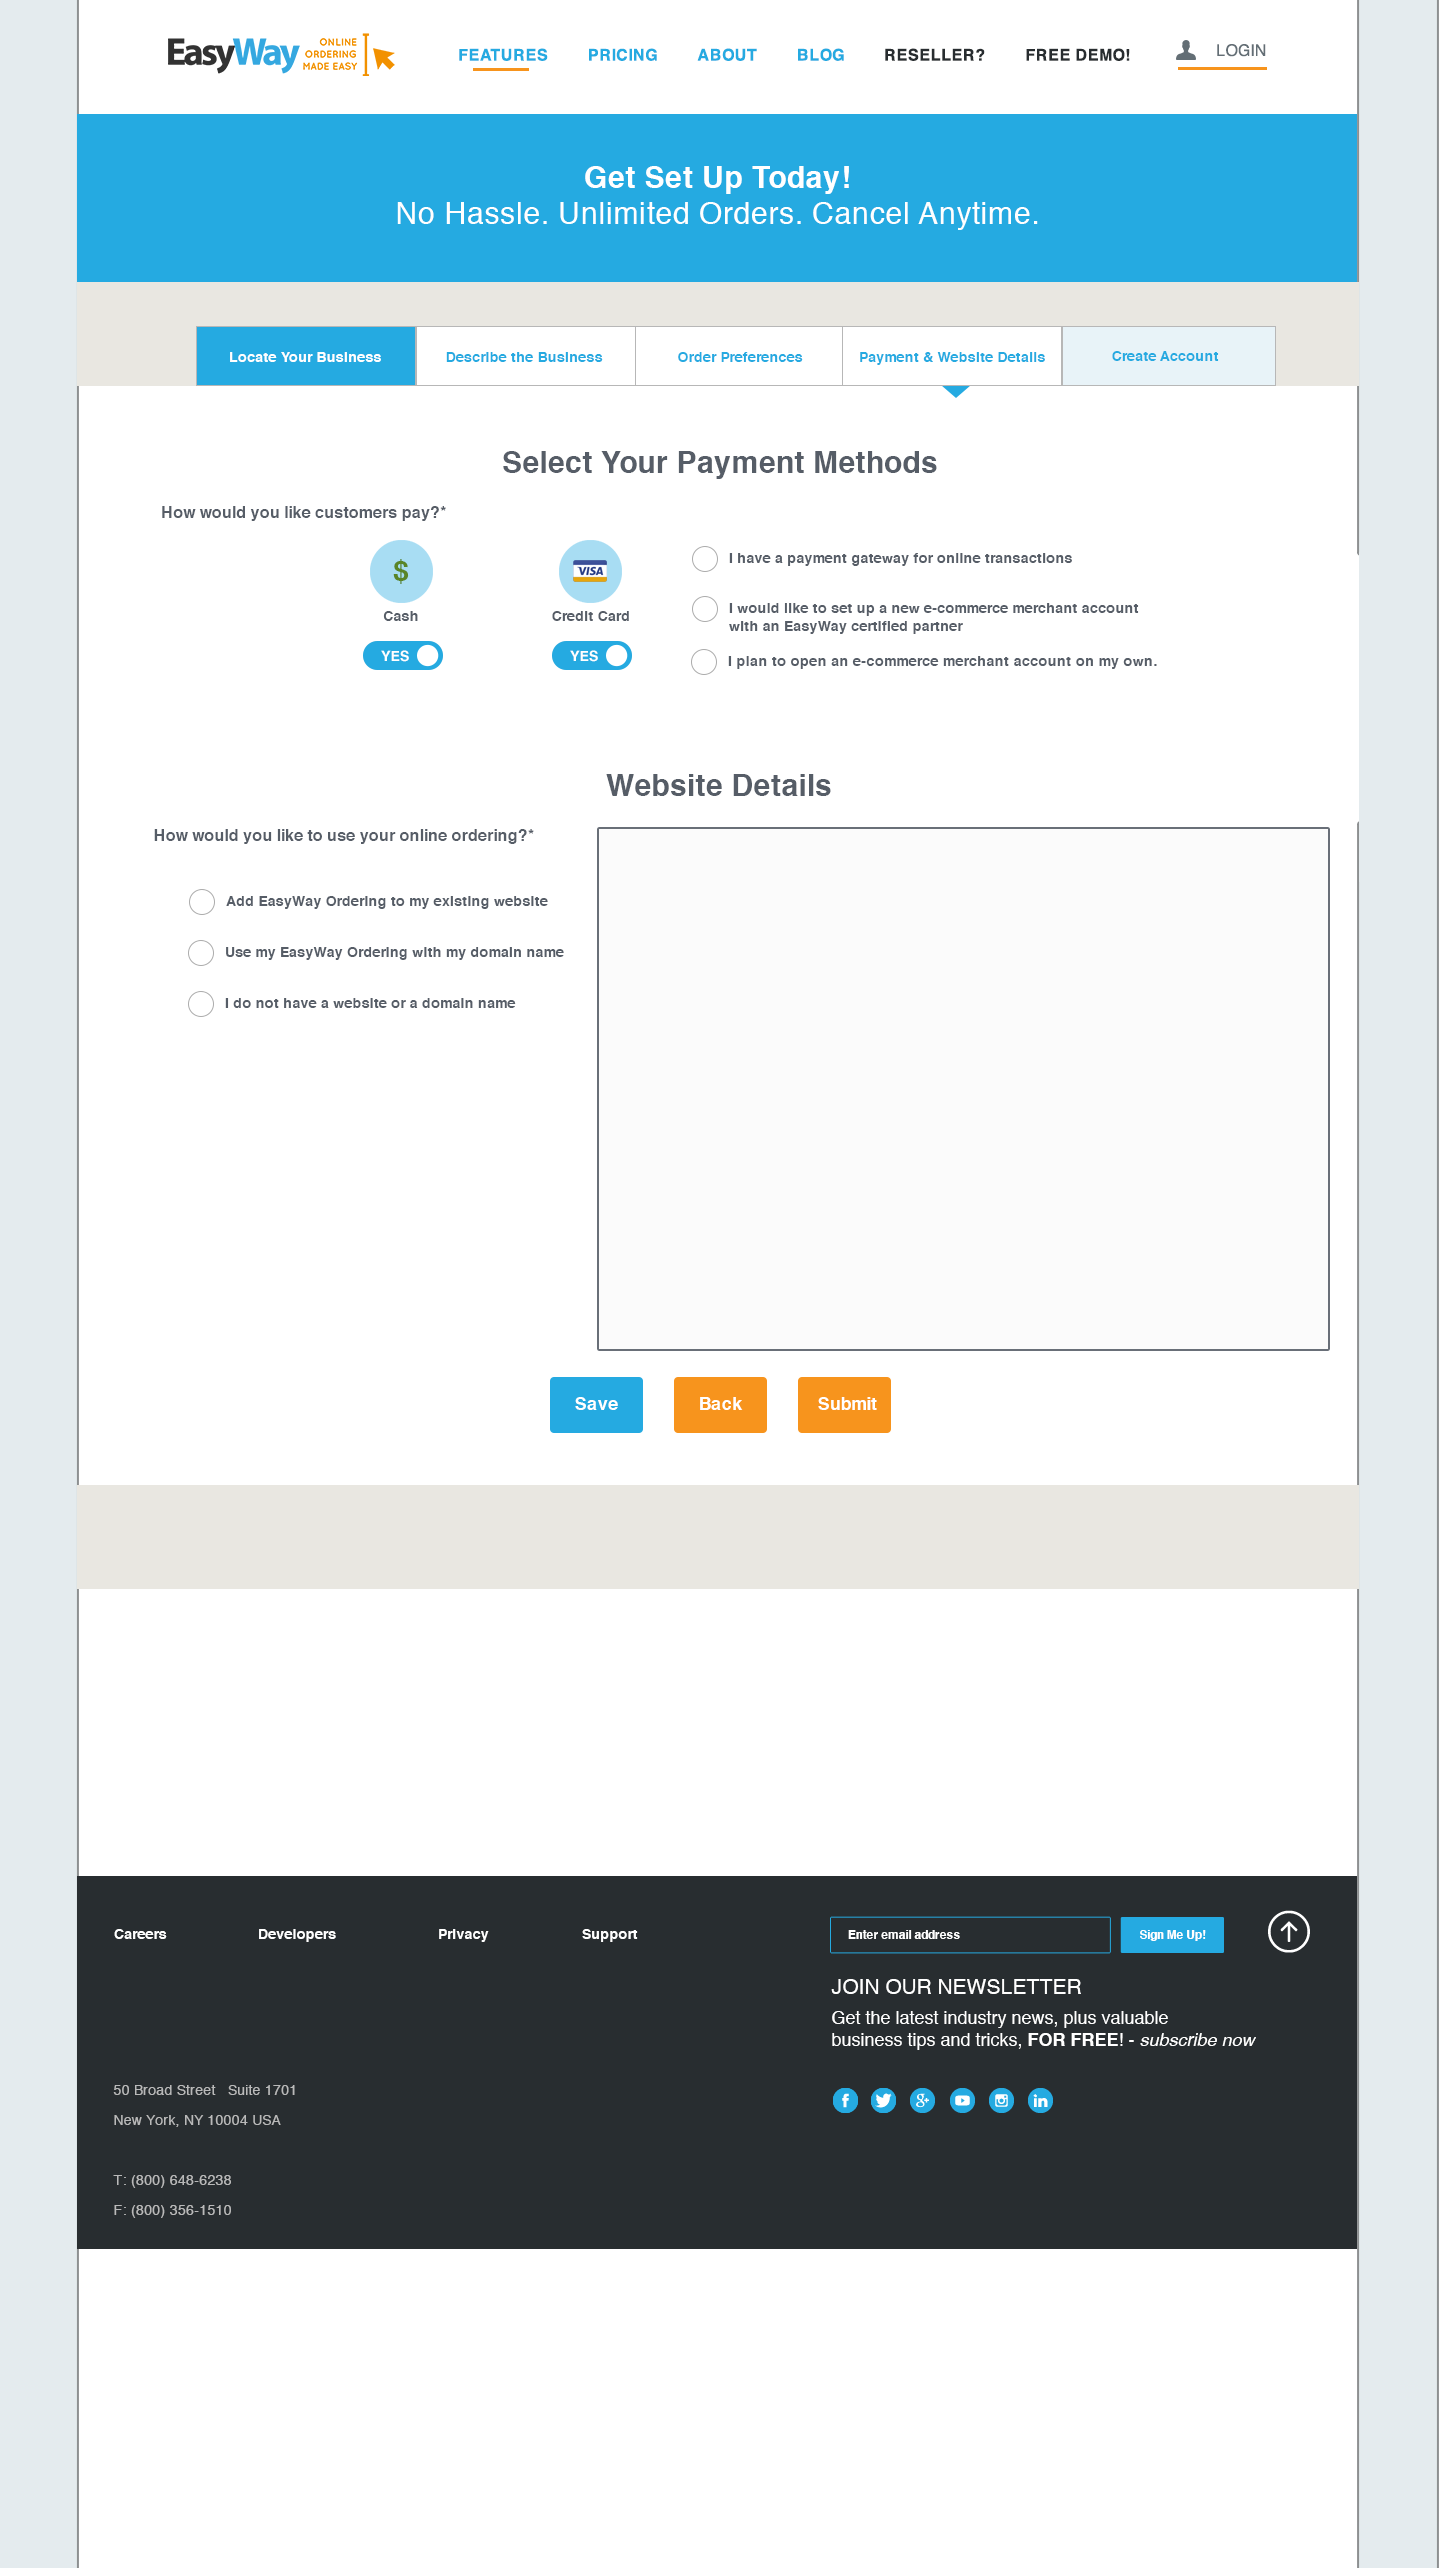 EasyWay
ONLINE
ORDERING
MADE EASY
FEATURES
PRICING
ABOUT
BLOG
RESELLER?
FREE DEMO!
LOGIN
Get Set Up Today!
No Hassle. Unlimited Orders. Cancel Anytime.
Locate Your Business
Describe the Business
Order Preferences
Payment & Website Details
Create Account
Select Your Payment Methods
How would you like customers pay?*
$
Cash
YES
VISA
Credit Card
YES
I have a payment gateway for online transactions
I would like to set up a new e-commerce merchant account
with an EasyWay certified partner
I plan to open an e-commerce merchant account on my own.
Website Details
How would you like to use your online ordering?*
Add EasyWay Ordering to my existing website
Use my EasyWay Ordering with my domain name
I do not have a website or a domain name
Save
Back
Submit
Careers
Developers
Privacy
Support
Enter email address
Sign Me Up!
JOIN OUR NEWSLETTER
Get the latest industry news, plus valuable
business tips and tricks, FOR FREE! - subscribe now
50 Broad Street Suite 1701
New York, NY 10004 USA
T: (800) 648-6238
F: (800) 356-1510